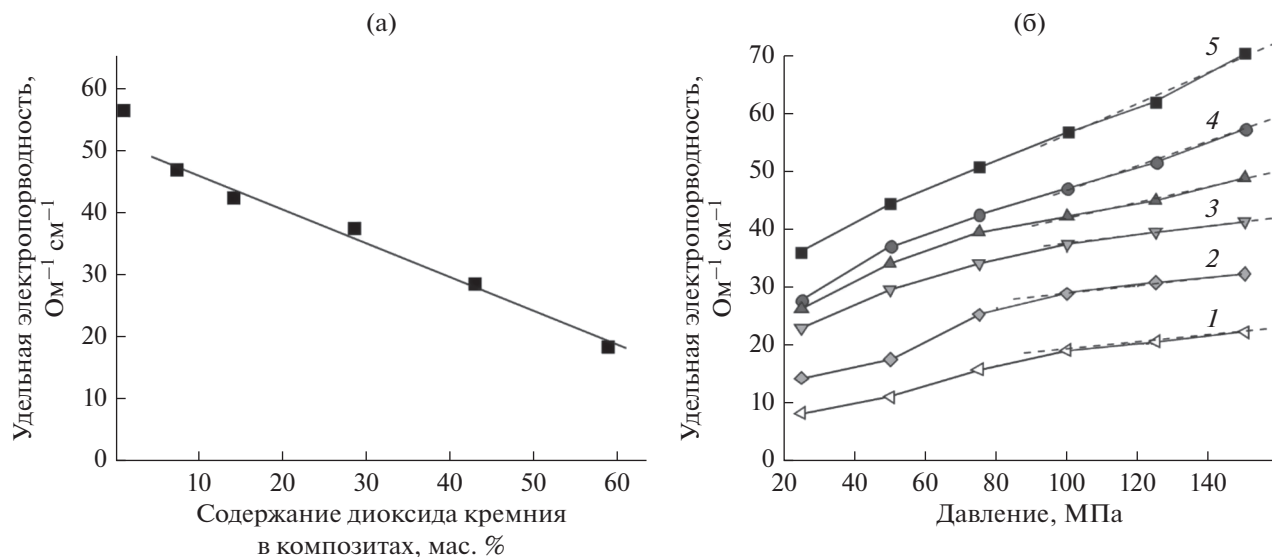 (а)
Удельная электропорводность,
Ом⁻¹ см⁻¹
60
50
40
30
20
10
0
10 20 30 40 50 60
Содержание диоксида кремния
в композитах, мас. %
(б)
Удельная электропорводность,
Ом⁻¹ см⁻¹
70
60
50
40
30
20
10
0
5
4
3
2
1
20 40 60 80 100 120 140
Давление, МПа